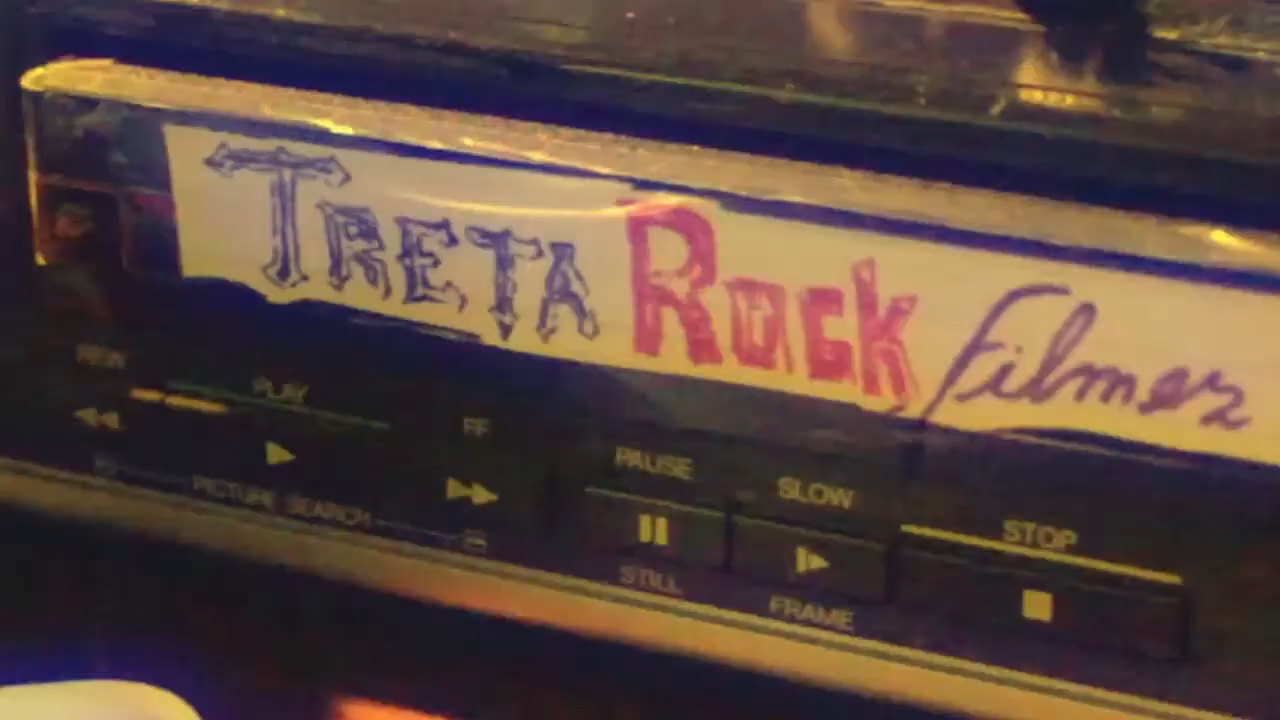 TRETA Rock Filmes
REW
PLAY
FF
PICTURE SEARCH
PAUSE
SLOW
STOP
STILL
FRAME